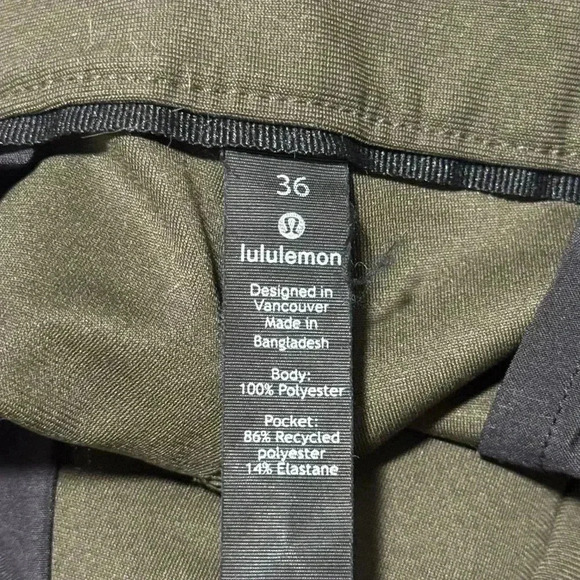 36
lululemon
Designed in
Vancouver
Made in
Bangladesh
Body:
100% Polyester
Pocket:
86% Recycled
polyester
14% Elastane